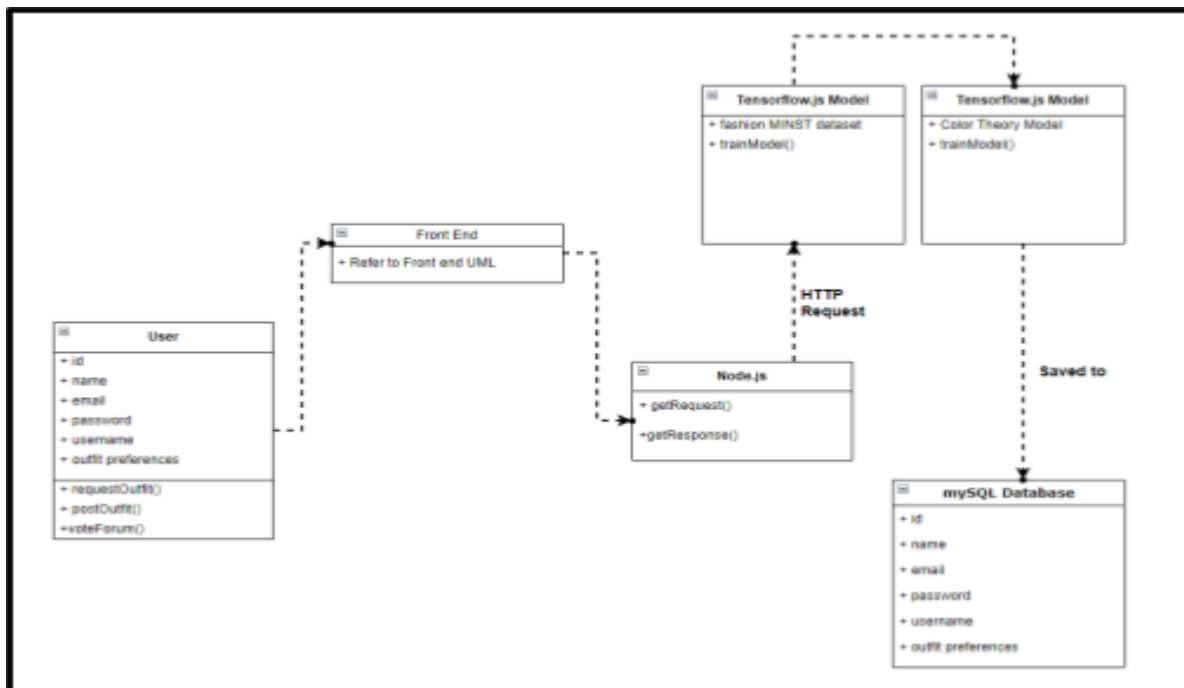 Tensorflow.js Model
+ fashion MINST dataset
+ trainModel()
Tensorflow.js Model
+ Color Theory Model
+ trainModel()
Front End
+ Refer to Front end UML
HTTP
Request
User
+ id
+ name
+ email
+ password
+ username
+ outfit preferences
+ requestOutfit()
+ postOutfit()
+voteForum()
Node.js
+ getRequest()
+getResponse()
Saved to
mySQL Database
+ id
+ name
+ email
+ password
+ username
+ outfit preferences